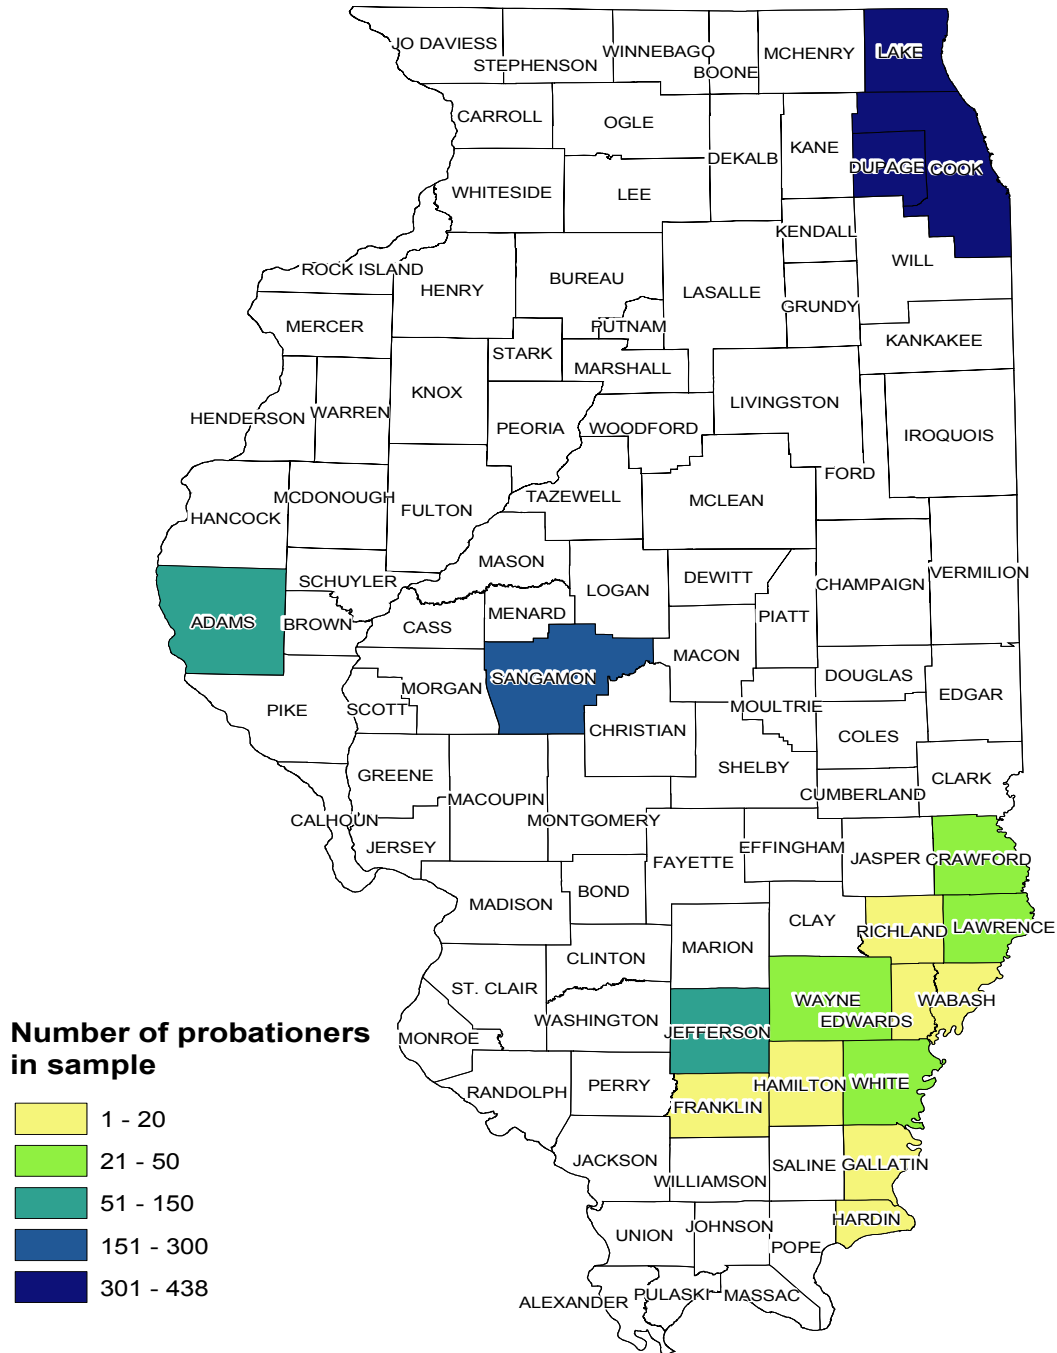 JO DAVIESS
STEPHENSON
WINNEBAGO
BOONE
MCHENRY
LAKE
CARROLL
OGLE
DEKALB
KANE
DUPAGE
COOK
WHITESIDE
LEE
KENDALL
WILL
ROCK ISLAND
HENRY
BUREAU
LASALLE
GRUNDY
MERCER
PUTNAM
KANKAKEE
STARK
MARSHALL
KNOX
HENDERSON
WARREN
PEORIA
WOODFORD
LIVINGSTON
IROQUOIS
FORD
HANCOCK
MCDONOUGH
FULTON
TAZEWELL
MCLEAN
MASON
SCHUYLER
LOGAN
DEWITT
CHAMPAIGN
VERMILION
ADAMS
BROWN
CASS
MENARD
PIATT
MACON
SANGAMON
DOUGLAS
EDGAR
PIKE
SCOTT
MORGAN
CHRISTIAN
MOULTRIE
COLES
SHELBY
GREENE
CLARK
CUMBERLAND
MACOUPIN
CALHOUN
MONTGOMERY
JERSEY
FAYETTE
EFFINGHAM
JASPER
CRAWFORD
BOND
MADISON
CLAY
RICHLAND
LAWRENCE
MARION
CLINTON
ST. CLAIR
WAYNE
EDWARDS
WABASH
WASHINGTON
JEFFERSON
MONROE
RANDOLPH
PERRY
HAMILTON
WHITE
FRANKLIN
JACKSON
WILLIAMSON
SALINE
GALLATIN
HARDIN
UNION
JOHNSON
POPE
ALEXANDER
PULASKI
MASSAC
Number of probationers
in sample
1 - 20
21 - 50
51 - 150
151 - 300
301 - 438